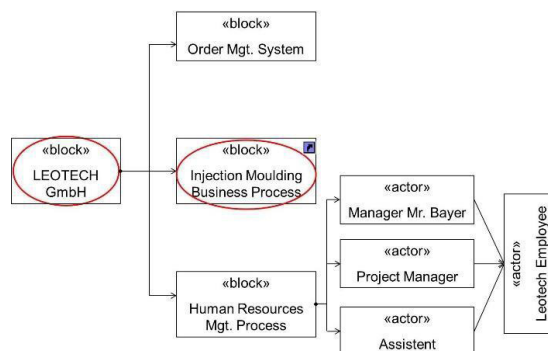 «block»
Order Mgt. System
«block»
LEOTECH
GmbH
«block»
Injection Moulding
Business Process
«block»
Human Resources
Mgt. Process
«actor»
Manager Mr. Bayer
«actor»
Project Manager
«actor»
Assistent
«actor»
Leotech Employee